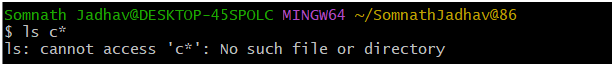 Somnath Jadhav@DESKTOP-45SPOLC MINGW64 ~/SomnathJadhav@86
$ ls c*
ls: cannot access 'c*': No such file or directory